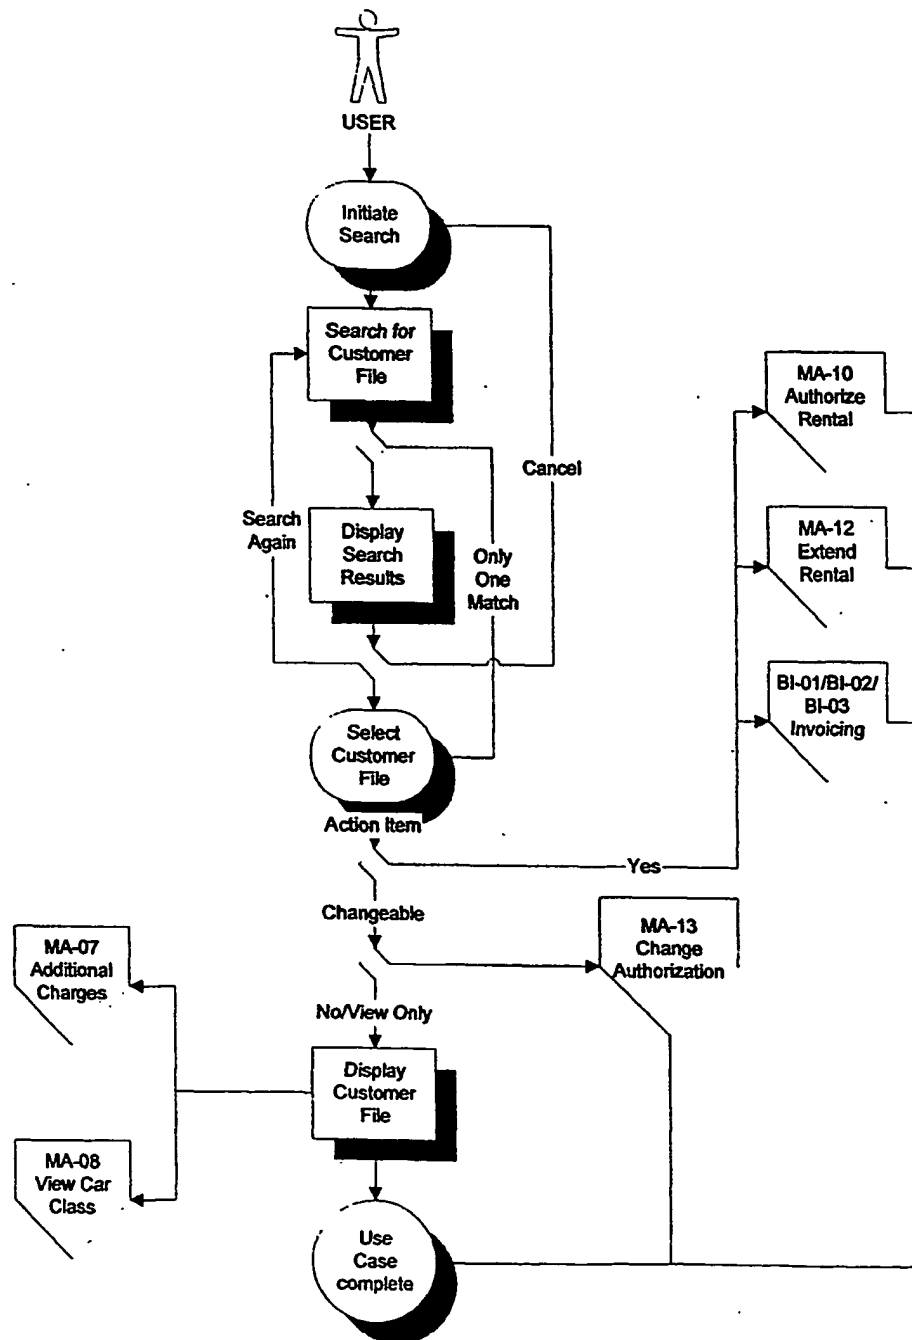 USER
Initiate
Search
Search for
Customer
File
MA-10
Authorize
Rental
Cancel
Search
Again
Display
Search
Results
Only
One
Match
MA-12
Extend
Rental
BI-01/BI-02/
BI-03
Invoicing
Select
Customer
File
Action Item
Yes
Changeable
MA-13
Change
Authorization
MA-07
Additional
Charges
No/View Only
Display
Customer
File
MA-08
View Car
Class
Use
Case
complete